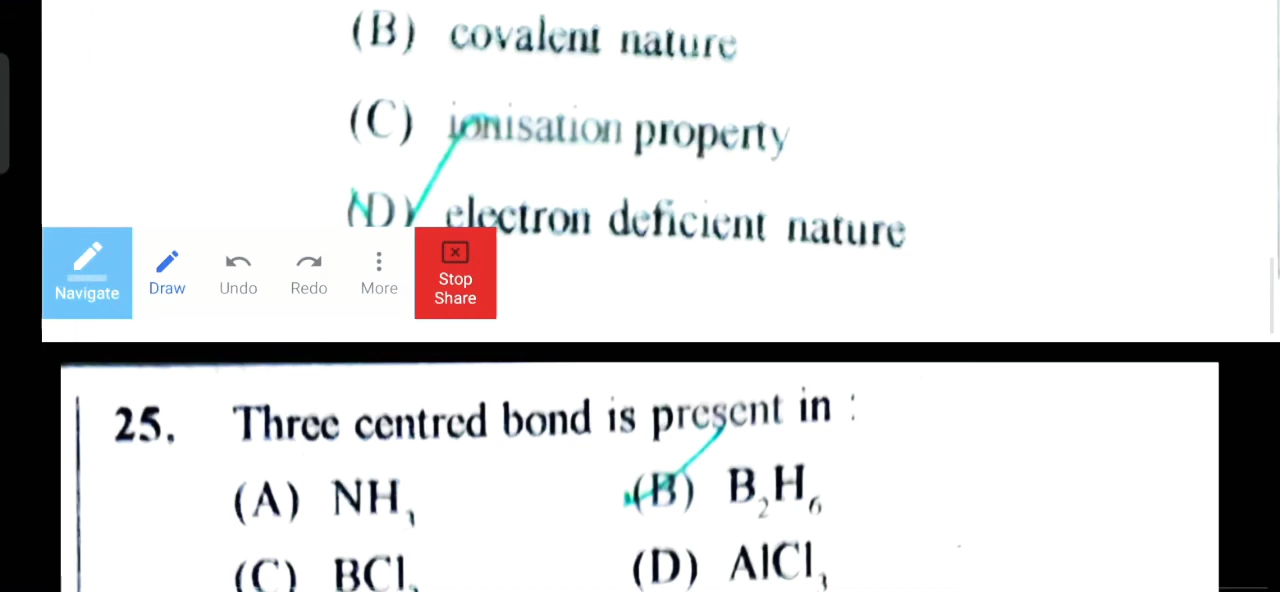 (B) covalent nature
(C) ionisation property
(D) electron deficient nature
Navigate Draw Undo Redo More Stop Share
25. Three centred bond is present in :
(A) NH₃ (B) B₂H₆
(C) BCl₃ (D) AlCl₃